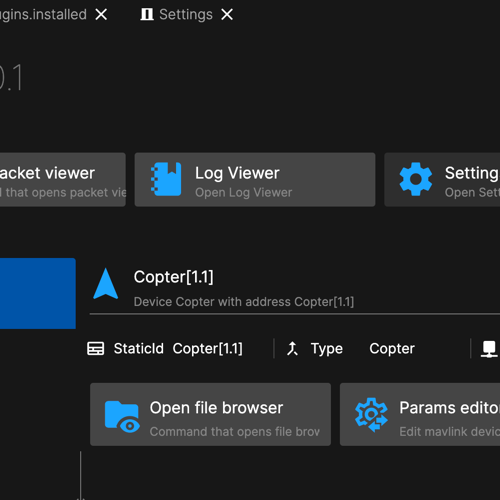 gins.installed
Settings
0.1
acket viewer
that opens packet vie
Log Viewer
Open Log Viewer
Setting
Open Set
Copter[1.1]
Device Copter with address Copter[1.1]
StaticId Copter[1.1]
Type Copter
Open file browser
Command that opens file brov
Params editor
Edit mavlink devic